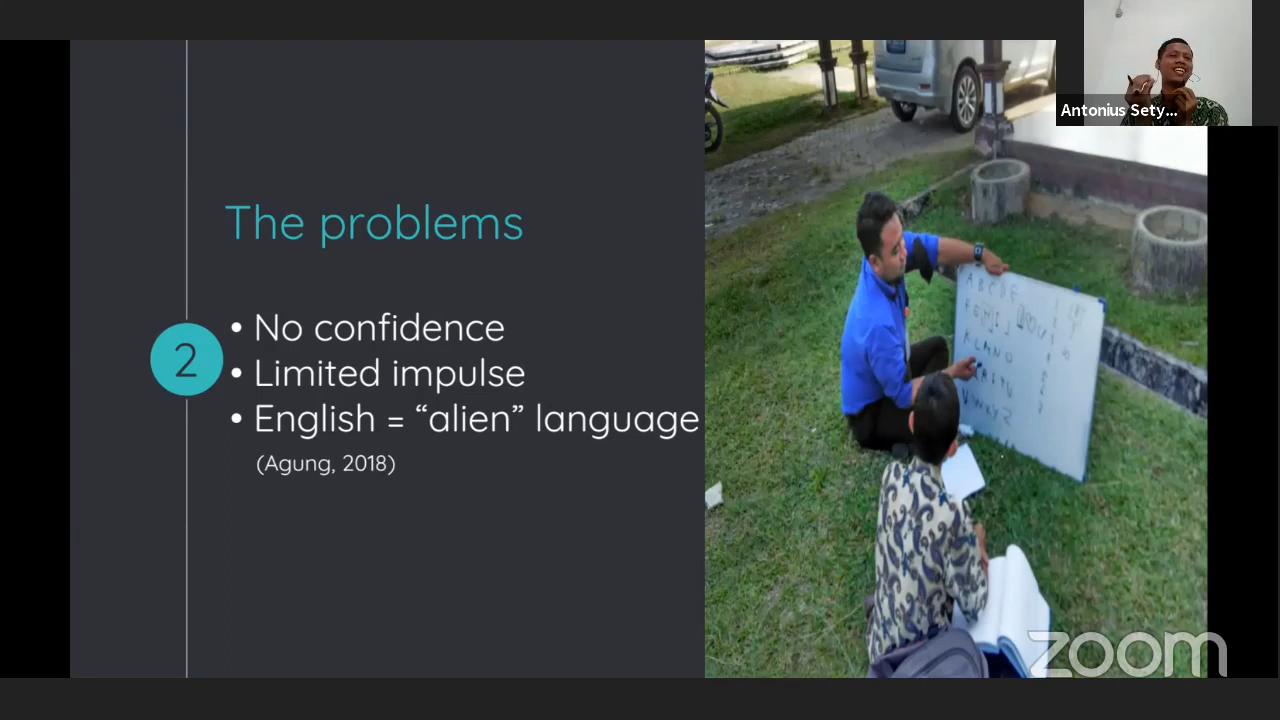 The problems
2
• No confidence
• Limited impulse
• English = “alien” language
(Agung, 2018)
Antonius Sety...
A B C D E
zoom